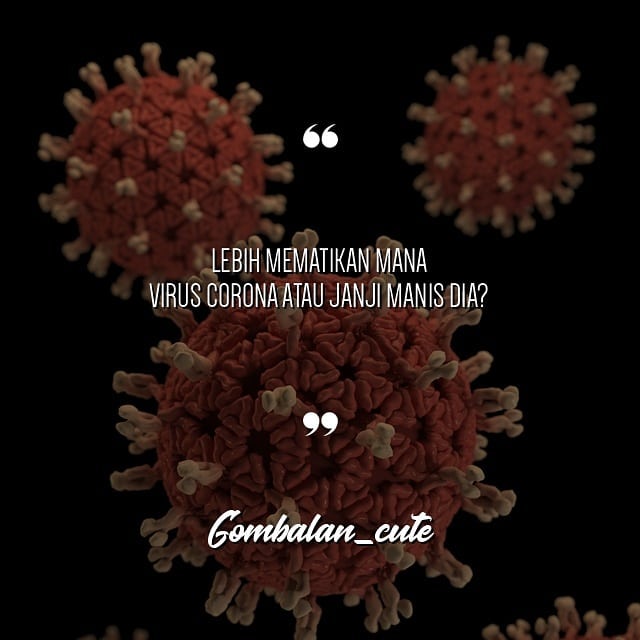 “
LEBIH MEMATIKAN MANA
VIRUS CORONA ATAU JANJI MANIS DIA?
”
Gombalan_cute